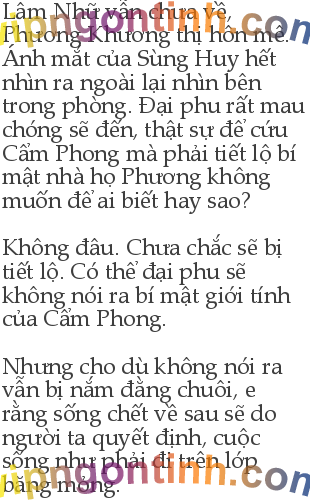 Lâm Nhữ vẫn chưa về,
Phương Khương thị hôn mê.
Ánh mắt của Sùng Huy hết
nhìn ra ngoài lại nhìn bên
trong phòng. Đại phu rất mau
chóng sẽ đến, thật sự để cứu
Cẩm Phong mà phải tiết lộ bí
mật nhà họ Phương không
muốn để ai biết hay sao?
Không đâu. Chưa chắc sẽ bị
tiết lộ. Có thể đại phu sẽ
không nói ra bí mật giới tính
của Cẩm Phong.
Nhưng cho dù không nói ra
vẫn bị nắm đằng chuôi, e
rằng sống chết về sau sẽ do
người ta quyết định, cuộc
sống như phải đi trên lớp
băng mỏng.
vipngontinh.com
vipngontinh.com